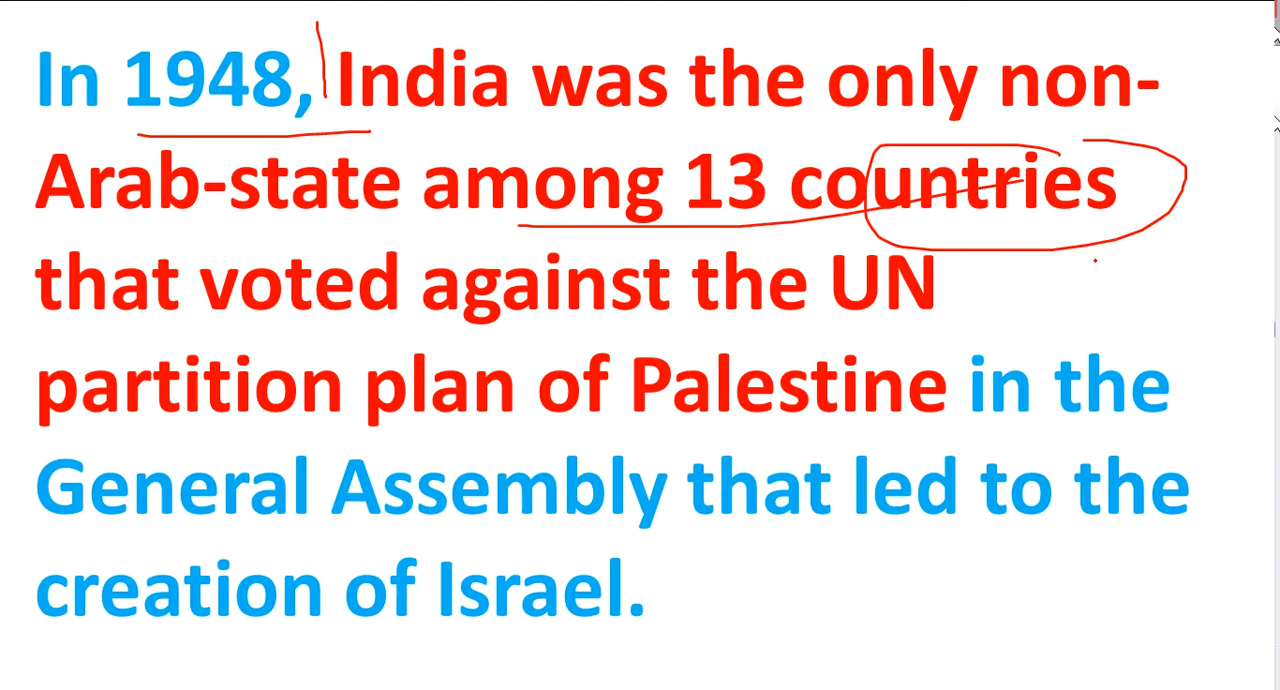 In 1948, India was the only non-
Arab-state among 13 countries
that voted against the UN
partition plan of Palestine in the
General Assembly that led to the
creation of Israel.